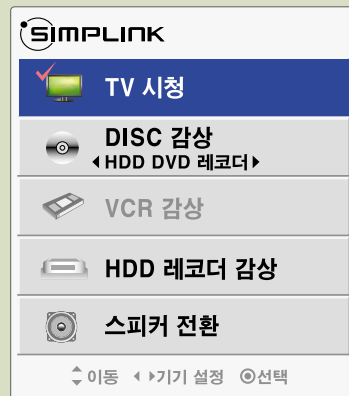 SIMPLINK
TV 시청
DISC 감상
◀HDD DVD 레코더▶
VCR 감상
HDD 레코더 감상
스피커 전환
이동 ◀ ▶기기 설정 ◉선택